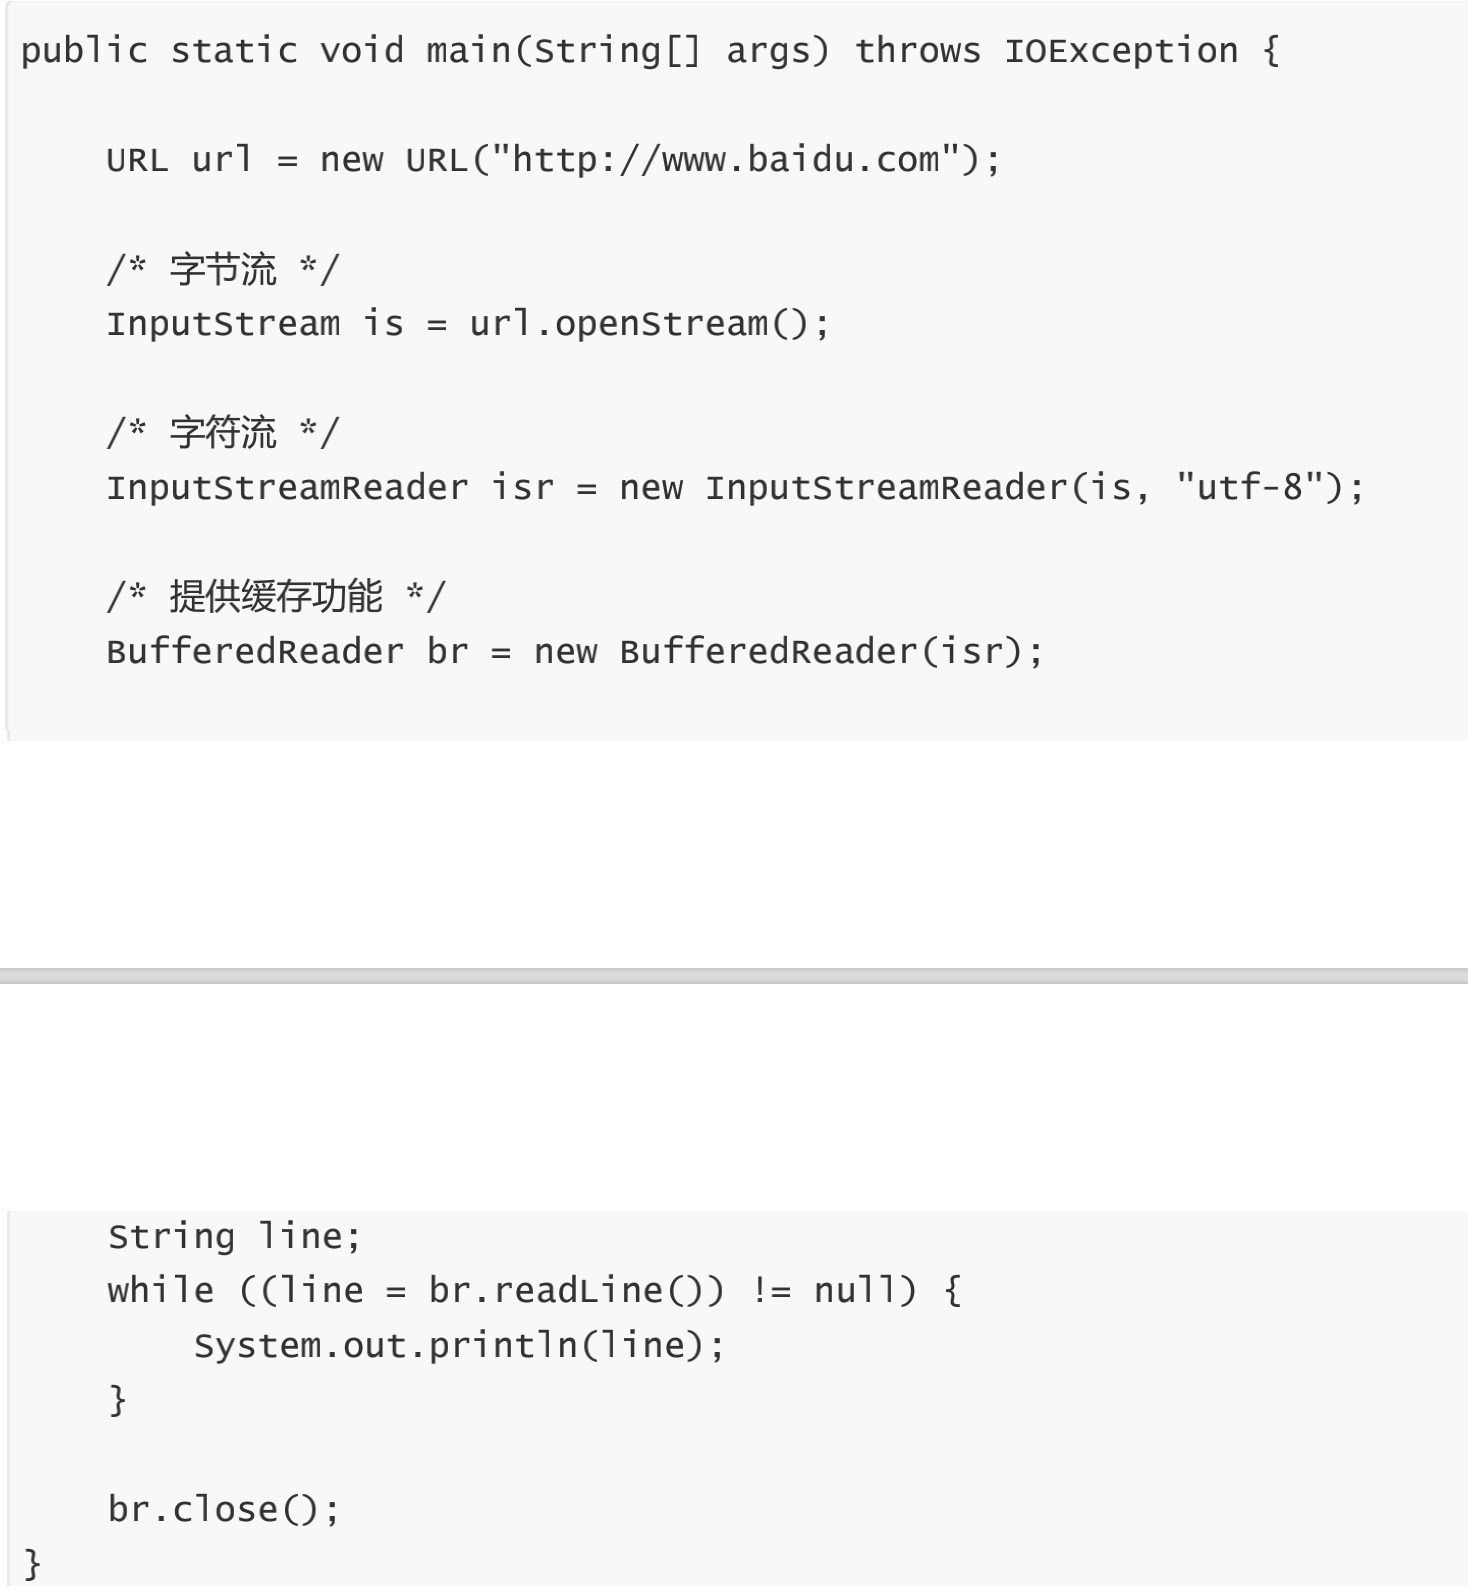 public static void main(String[] args) throws IOException {
URL url = new URL("http://www.baidu.com");
/* 字节流 */
InputStream is = url.openStream();
/* 字符流 */
InputStreamReader isr = new InputStreamReader(is, "utf-8");
/* 提供缓存功能 */
BufferedReader br = new BufferedReader(isr);
String line;
while ((line = br.readLine()) != null) {
System.out.println(line);
}
br.close();
}